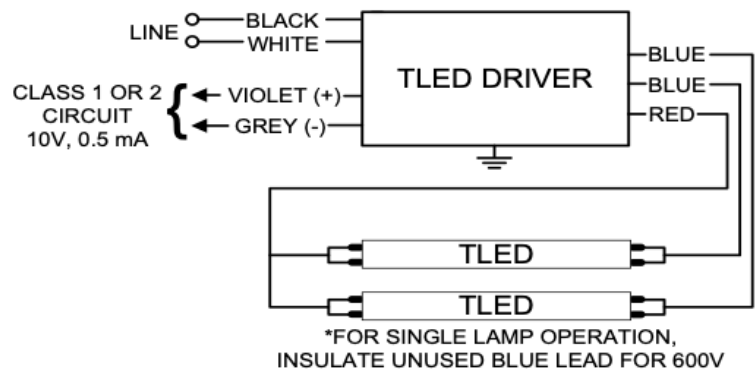 LINE
BLACK
WHITE
CLASS 1 OR 2
CIRCUIT
10V, 0.5 mA
VIOLET (+)
GREY (-)
TLED DRIVER
BLUE
BLUE
RED
TLED
TLED
*FOR SINGLE LAMP OPERATION,
INSULATE UNUSED BLUE LEAD FOR 600V